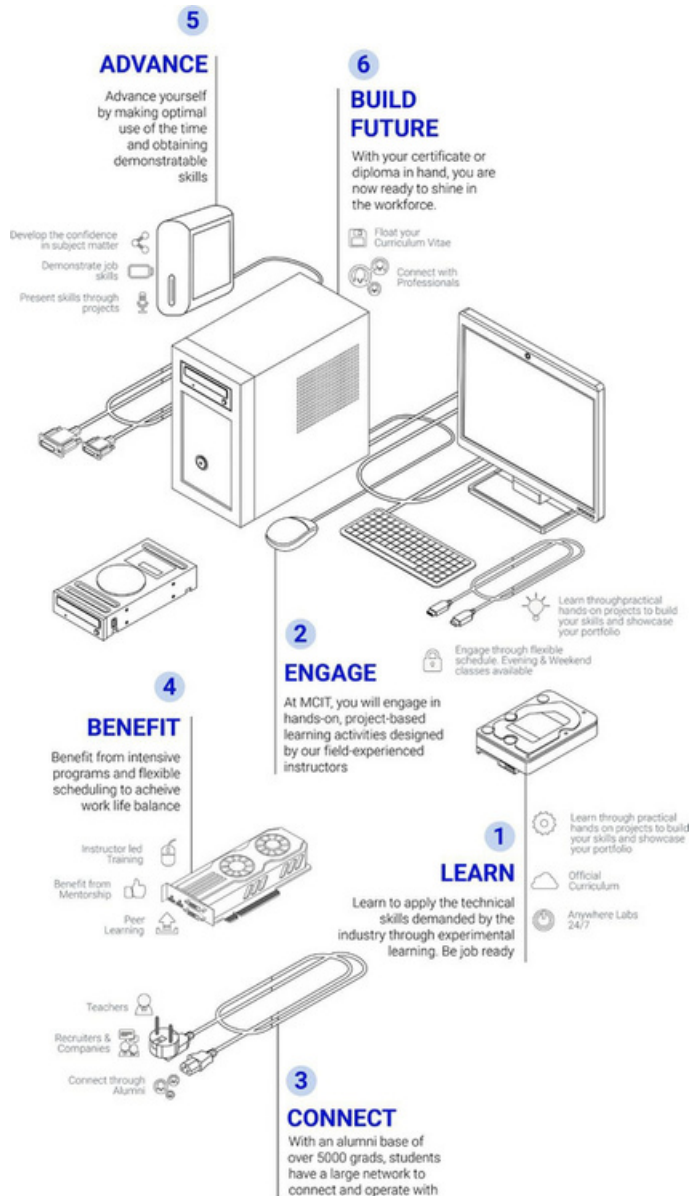 5
ADVANCE
Advance yourself
by making optimal
use of the time
and obtaining
demonstratable
skills
Develop the confidence
in subject matter
Demonstrate job
skills
Present skills through
projects
6
BUILD
FUTURE
With your certificate or
diploma in hand, you are
now ready to shine in
the workforce.
Float your
Curriculum Vitae
Connect with
Professionals
Learn throughpractical
hands-on projects to build
your skills and showcase
your portfolio
Engage through flexible
schedule. Evening & Weekend
classes available
2
ENGAGE
At MCIT, you will engage in
hands-on, project-based
learning activities designed
by our field-experienced
instructors
4
BENEFIT
Benefit from intensive
programs and flexible
scheduling to acheive
work life balance
Instructor led
Training
Benefit from
Mentorship
Peer
Learning
1
LEARN
Learn to apply the technical
skills demanded by the
industry through experimental
learning. Be job ready
Learn through practical
hands on projects to build
your skills and showcase
your portfolio
Official
Curriculum
Anywhere Labs
24/7
Teachers
Recruiters &
Companies
Connect through
Alumni
3
CONNECT
With an alumni base of
over 5000 grads, students
have a large network to
connect and operate with